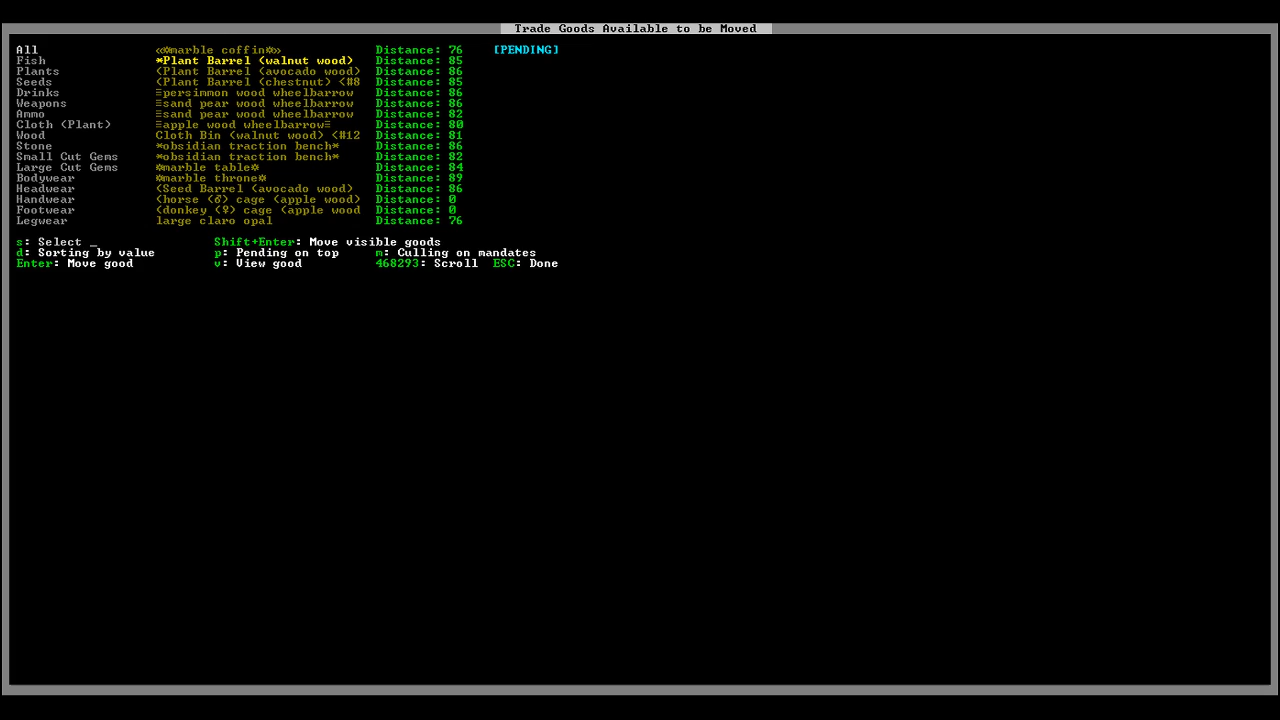 Trade Goods Available to be Moved
All «☼marble coffin☼» Distance: 76 [PENDING]
Fish *Plant Barrel (walnut wood) Distance: 85
Plants (Plant Barrel (avocado wood) Distance: 86
Seeds (Plant Barrel (chestnut) <#8 Distance: 85
Drinks ≡persimmon wood wheelbarrow Distance: 86
Weapons ≡sand pear wood wheelbarrow Distance: 86
Ammo ≡sand pear wood wheelbarrow Distance: 82
Cloth (Plant) ≡apple wood wheelbarrow≡ Distance: 80
Wood Cloth Bin (walnut wood) <#12 Distance: 81
Stone *obsidian traction bench* Distance: 86
Small Cut Gems *obsidian traction bench* Distance: 82
Large Cut Gems ☼marble table☼ Distance: 84
Bodywear ☼marble throne☼ Distance: 89
Headwear (Seed Barrel (avocado wood) Distance: 86
Handwear (horse (♂) cage (apple wood) Distance: 0
Footwear (donkey (♀) cage (apple wood Distance: 0
Legwear large claro opal Distance: 76
s: Select _ Shift+Enter: Move visible goods
d: Sorting by value p: Pending on top m: Culling on mandates
Enter: Move good v: View good 468293: Scroll ESC: Done